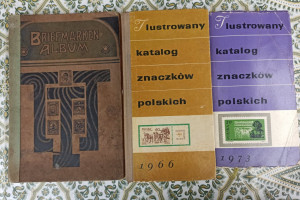 BRIEFMARKEN
ALBUM
Ilustrowany
katalog
znaczków
polskich
1966
Ilustrowany
katalog
znaczków
polskich
1973